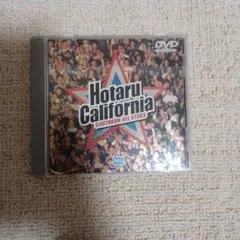 DVD
Hotaru
California
SOUTHERN ALL STARS